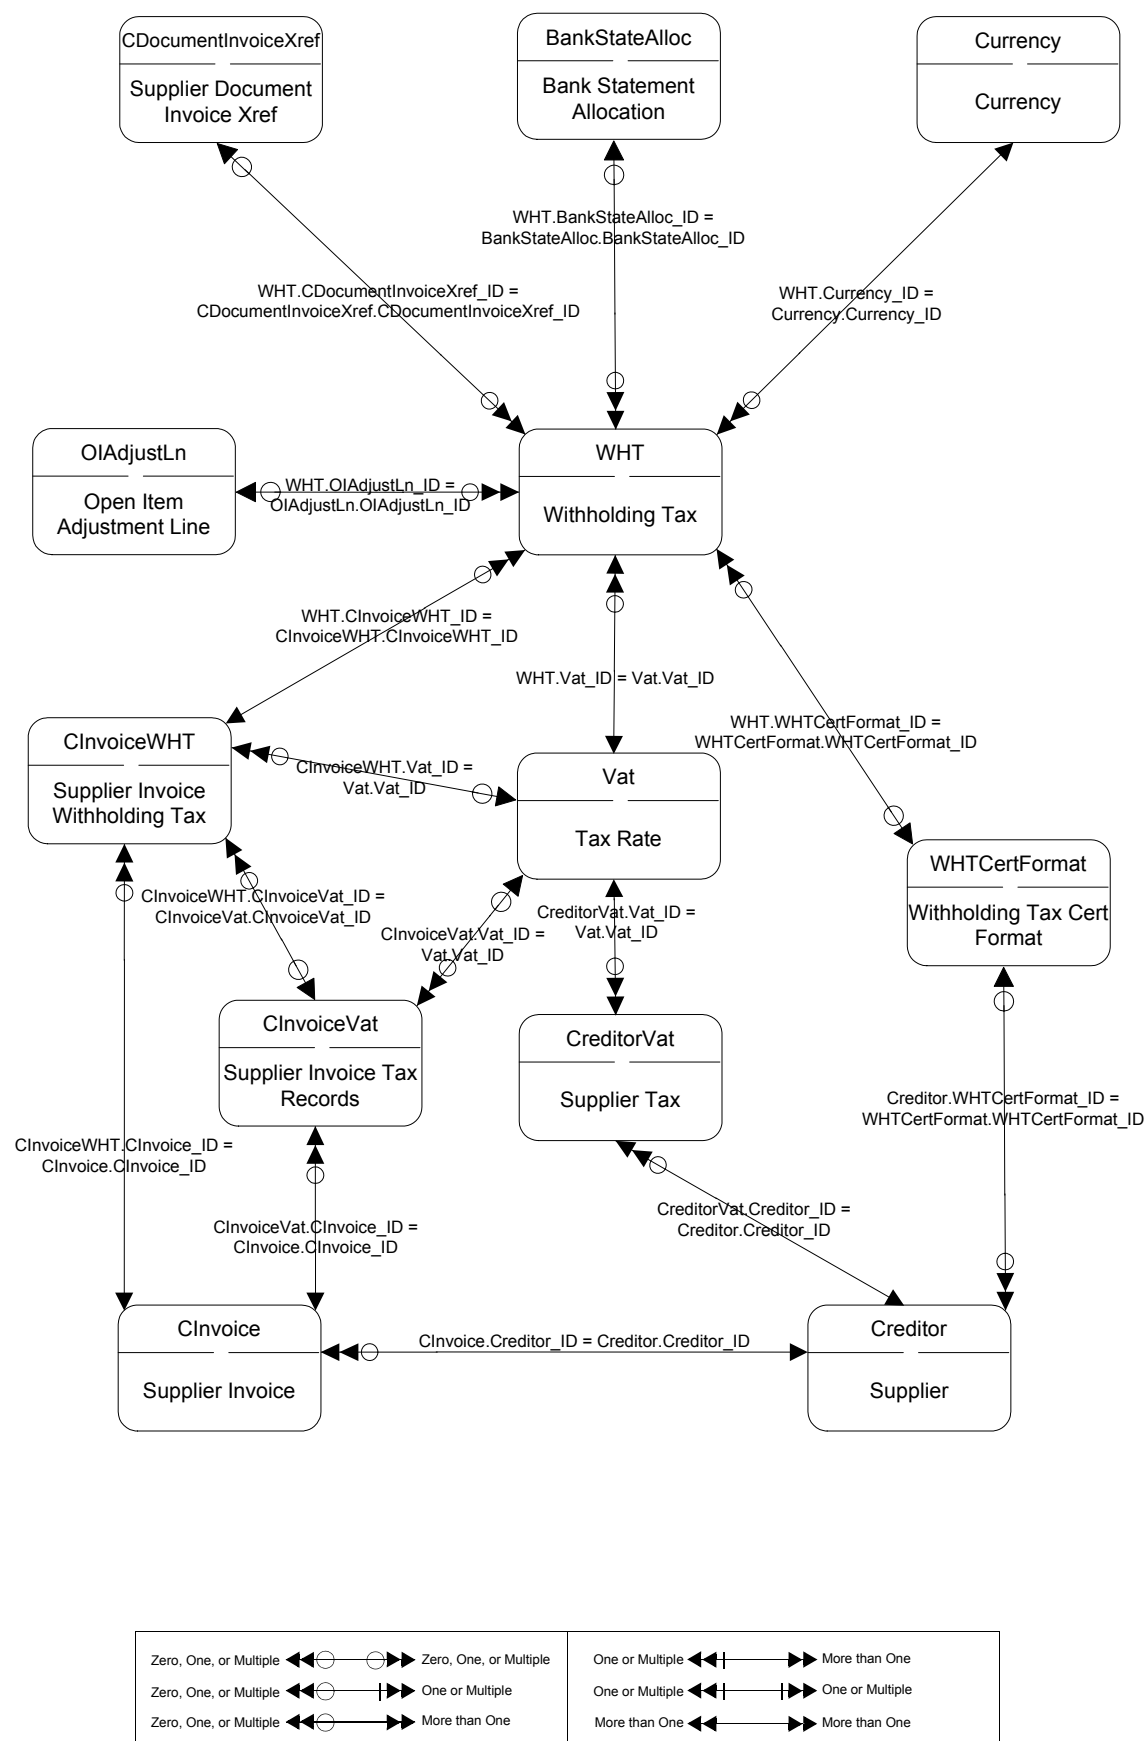 CDocumentInvoiceXref
Supplier Document
Invoice Xref
BankStateAlloc
Bank Statement
Allocation
Currency
Currency
WHT.BankStateAlloc_ID =
BankStateAlloc.BankStateAlloc_ID
WHT.CDocumentInvoiceXref_ID =
CDocumentInvoiceXref.CDocumentInvoiceXref_ID
WHT.Currency_ID =
Currency.Currency_ID
OIAdjustLn
Open Item
Adjustment Line
WHT.OIAdjustLn_ID =
OIAdjustLn.OIAdjustLn_ID
WHT
Withholding Tax
WHT.CInvoiceWHT_ID =
CInvoiceWHT.CInvoiceWHT_ID
WHT.Vat_ID = Vat.Vat_ID
WHT.WHTCertFormat_ID =
WHTCertFormat.WHTCertFormat_ID
CInvoiceWHT
Supplier Invoice
Withholding Tax
CInvoiceWHT.Vat_ID =
Vat.Vat_ID
Vat
Tax Rate
WHTCertFormat
Withholding Tax Cert
Format
CInvoiceWHT.CInvoiceVat_ID =
CInvoiceVat.CInvoiceVat_ID
CInvoiceVat.Vat_ID =
Vat.Vat_ID
CreditorVat.Vat_ID =
Vat.Vat_ID
CInvoiceVat
Supplier Invoice Tax
Records
CreditorVat
Supplier Tax
Creditor.WHTCertFormat_ID =
WHTCertFormat.WHTCertFormat_ID
CInvoiceWHT.CInvoice_ID =
CInvoice.CInvoice_ID
CInvoiceVat.CInvoice_ID =
CInvoice.CInvoice_ID
CreditorVat.Creditor_ID =
Creditor.Creditor_ID
CInvoice
Supplier Invoice
CInvoice.Creditor_ID = Creditor.Creditor_ID
Creditor
Supplier
Zero, One, or Multiple Zero, One, or Multiple
Zero, One, or Multiple One or Multiple
Zero, One, or Multiple More than One
One or Multiple More than One
One or Multiple One or Multiple
More than One More than One